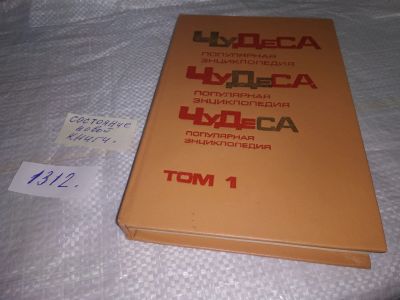 ЧУДЕСА
ПОПУЛЯРНАЯ
ЭНЦИКЛОПЕДИЯ
ЧУДЕСА
ПОПУЛЯРНАЯ
ЭНЦИКЛОПЕДИЯ
ЧУДЕСА
ПОПУЛЯРНАЯ
ЭНЦИКЛОПЕДИЯ
ТОМ 1
СОСТОЯНИЕ
НОВОЙ
КНИГИ.
1312.